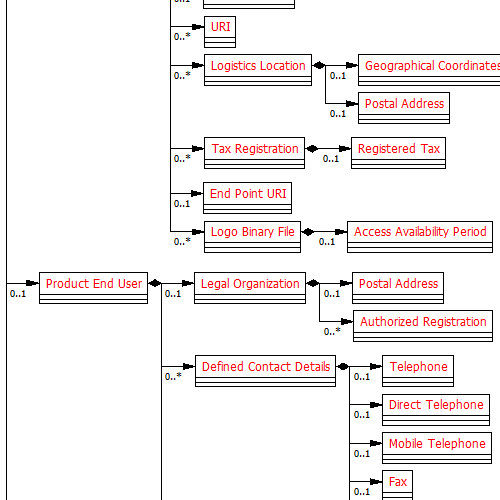 URI
0..*
Logistics Location
Geographical Coordinates
0..*
0..1
Postal Address
0..1
Tax Registration
Registered Tax
0..*
0..1
End Point URI
0..1
Logo Binary File
Access Availability Period
0..*
0..1
Product End User
Legal Organization
Postal Address
0..1
0..1
0..1
Authorized Registration
0..*
Defined Contact Details
Telephone
0..*
0..1
Direct Telephone
0..1
Mobile Telephone
0..1
Fax
0..1